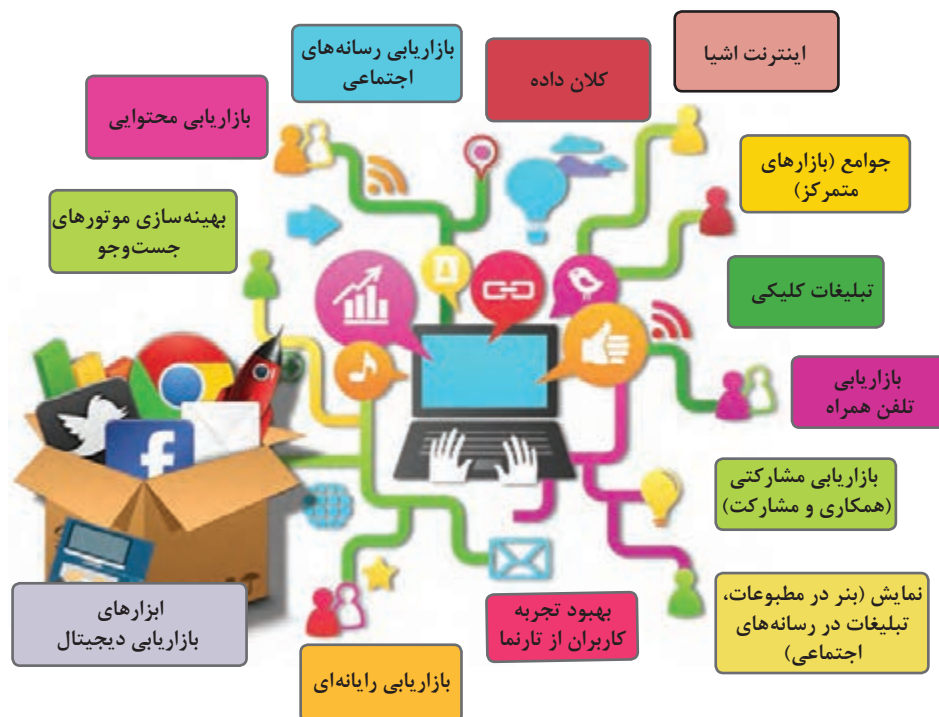 اینترنت اشیا
کلان داده
بازاریابی رسانه‌های
اجتماعی
بازاریابی محتوایی
جوامع (بازارهای
متمرکز)
بهینه‌سازی موتورهای
جست‌وجو
تبلیغات کلیکی
بازاریابی
تلفن همراه
بازاریابی مشارکتی
(همکاری و مشارکت)
نمایش (بنر در مطبوعات،
تبلیغات در رسانه‌های
اجتماعی)
بهبود تجربه
کاربران از تارنما
بازاریابی رایانه‌ای
ابزارهای
بازاریابی دیجیتال